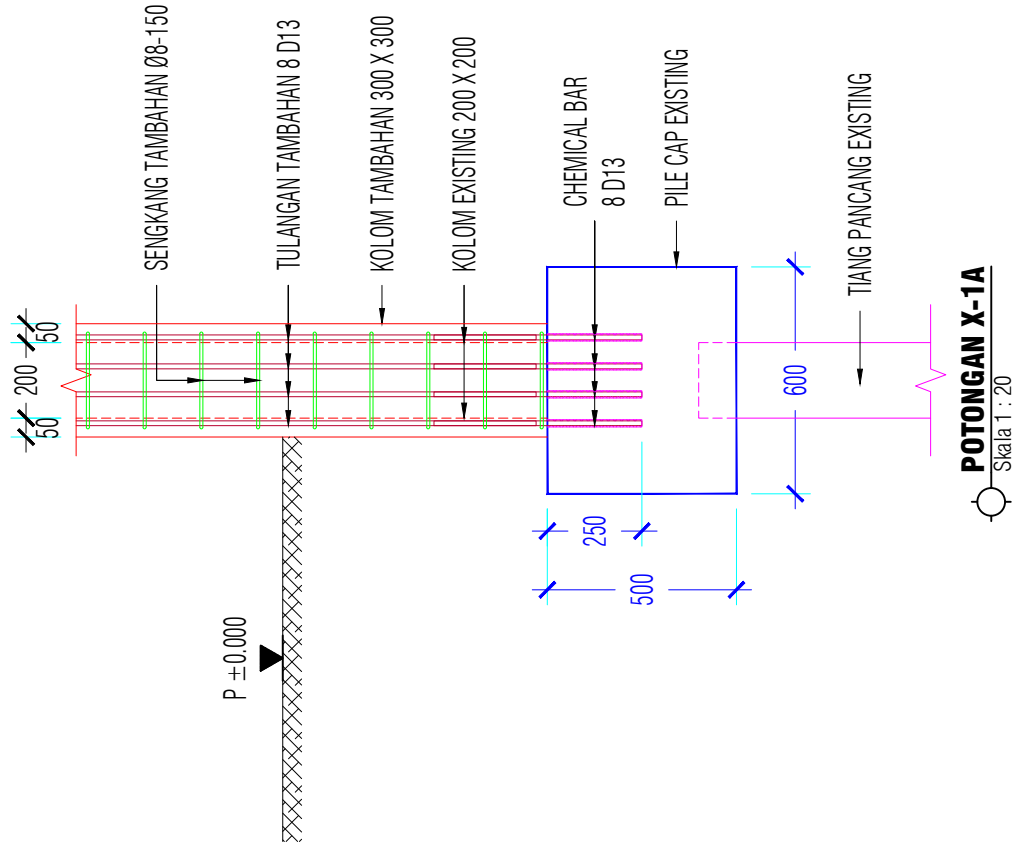 50
200
50
SENGKANG TAMBAHAN Ø8-150
TULANGAN TAMBAHAN 8 D13
KOLOM TAMBAHAN 300 X 300
KOLOM EXISTING 200 X 200
CHEMICAL BAR
8 D13
PILE CAP EXISTING
TIANG PANCANG EXISTING
P ±0.000
250
500
600
POTONGAN X-1A
Skala 1 : 20